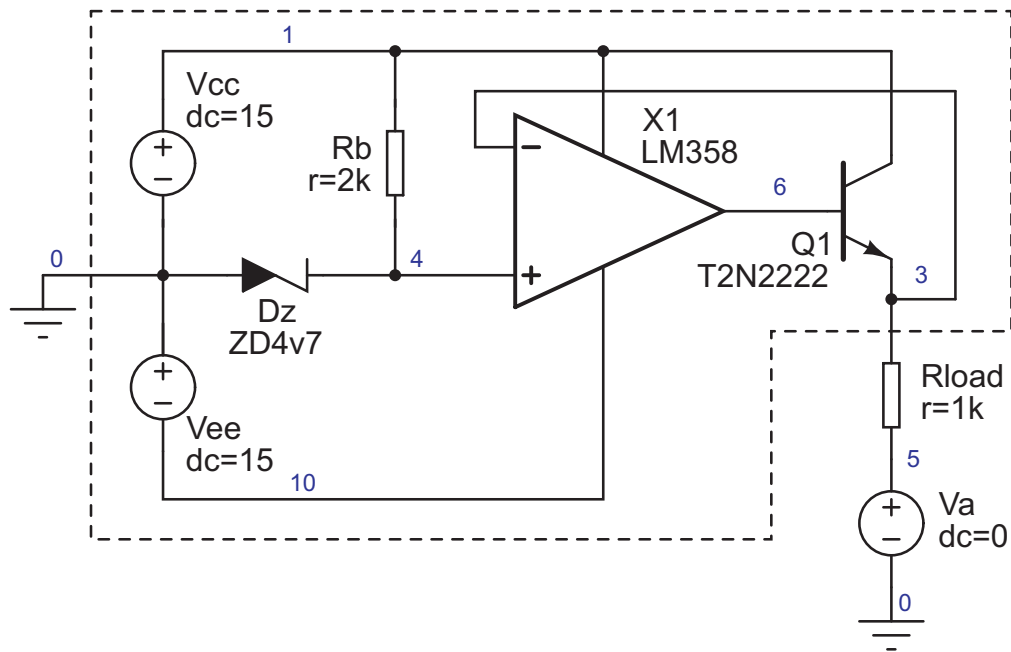 1
Vcc
dc=15
Rb
r=2k
X1
LM358
6
Q1
T2N2222
0
4
3
Dz
ZD4v7
Vee
dc=15
10
Rload
r=1k
5
Va
dc=0
0